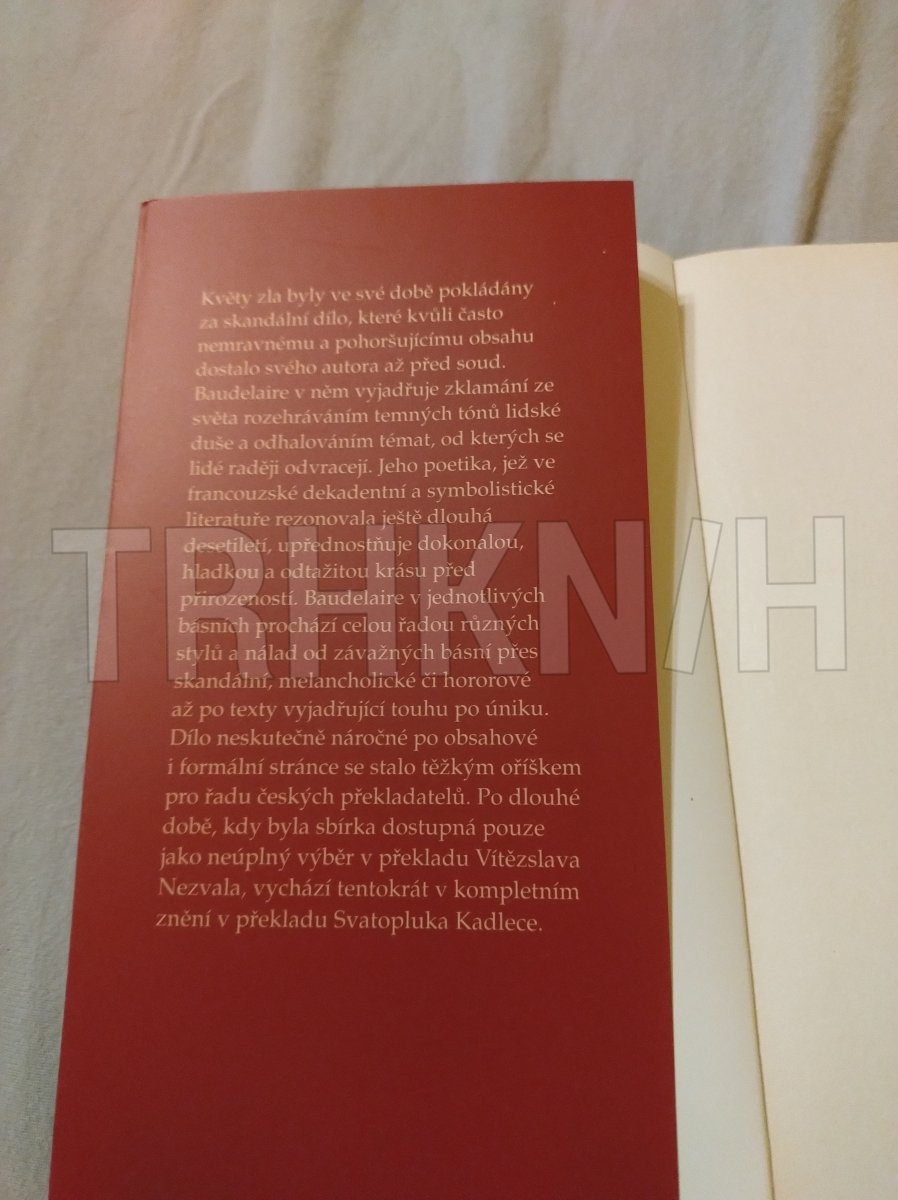 Květy zla byly ve své době pokládány
za skandální dílo, které kvůli často
nemravnému a pohoršujícímu obsahu
dostalo svého autora až před soud.
Baudelaire v něm vyjadřuje zklamání ze
světa rozehráváním temných tónů lidské
duše a odhalováním témat, od kterých se
lidé raději odvracejí. Jeho poetika, jež ve
francouzské dekadentní a symbolistické
literatuře rezonovala ještě dlouhá
desetiletí, upřednostňuje dokonalou,
hladkou a odtažitou krásu před
přirozeností. Baudelaire v jednotlivých
básních prochází celou řadou různých
stylů a nálad od závažných básní přes
skandální, melancholické či hororové
až po texty vyjadřující touhu po úniku.
Dílo neskutečně náročné po obsahové
i formální stránce se stalo těžkým oříškem
pro řadu českých překladatelů. Po dlouhé
době, kdy byla sbírka dostupná pouze
jako neúplný výběr v překladu Vítězslava
Nezvala, vychází tentokrát v kompletním
znění v překladu Svatopluka Kadlece.
TRHKNIH